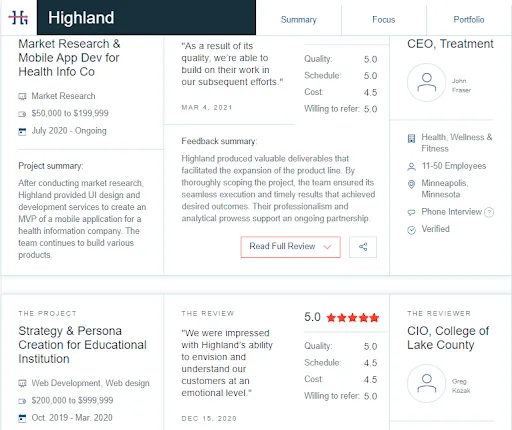 Highland
Summary
Focus
Portfolio
Market Research &
Mobile App Dev for
Health Info Co
Market Research
$50,000 to $199,999
July 2020 - Ongoing
Project summary:
After conducting market research,
Highland provided UI design and
development services to create an
MVP of a mobile application for a
health information company. The
team continues to build various
products.
"As a result of its
quality, we're able to
build on their work in
our subsequent efforts."
MAR 4, 2021
Quality: 5.0
Schedule: 5.0
Cost: 4.5
Willing to refer: 5.0
Feedback summary:
Highland produced valuable deliverables that
facilitated the expansion of the product line. By
thoroughly scoping the project, the team ensured its
seamless execution and timely results that achieved
desired outcomes. Their professionalism and
analytical prowess support an ongoing partnership.
Read Full Review
CEO, Treatment
John
Fraser
Health, Wellness &
Fitness
11-50 Employees
Minneapolis,
Minnesota
Phone Interview ?
Verified
THE PROJECT
Strategy & Persona
Creation for Educational
Institution
Web Development, Web design
$200,000 to $999,999
Oct. 2019 - Mar. 2020
THE REVIEW
"We were impressed
with Highland's ability
to envision and
understand our
customers at an
emotional level."
DEC 15, 2020
5.0
Quality: 5.0
Schedule: 4.5
Cost: 4.5
Willing to refer: 5.0
THE REVIEWER
CIO, College of
Lake County
Greg
Kozak